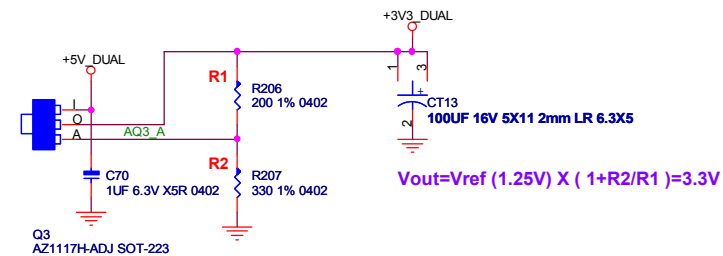 +3V3_DUAL
+5V_DUAL
I
O
A
AQ3_A
R1
R206
200 1% 0402
1
3
+
CT13
2
100UF 16V 5X11 2mm LR 6.3X5
R2
R207
330 1% 0402
C70
1UF 6.3V X5R 0402
Vout=Vref (1.25V) X ( 1+R2/R1 )=3.3V
Q3
AZ1117H-ADJ SOT-223